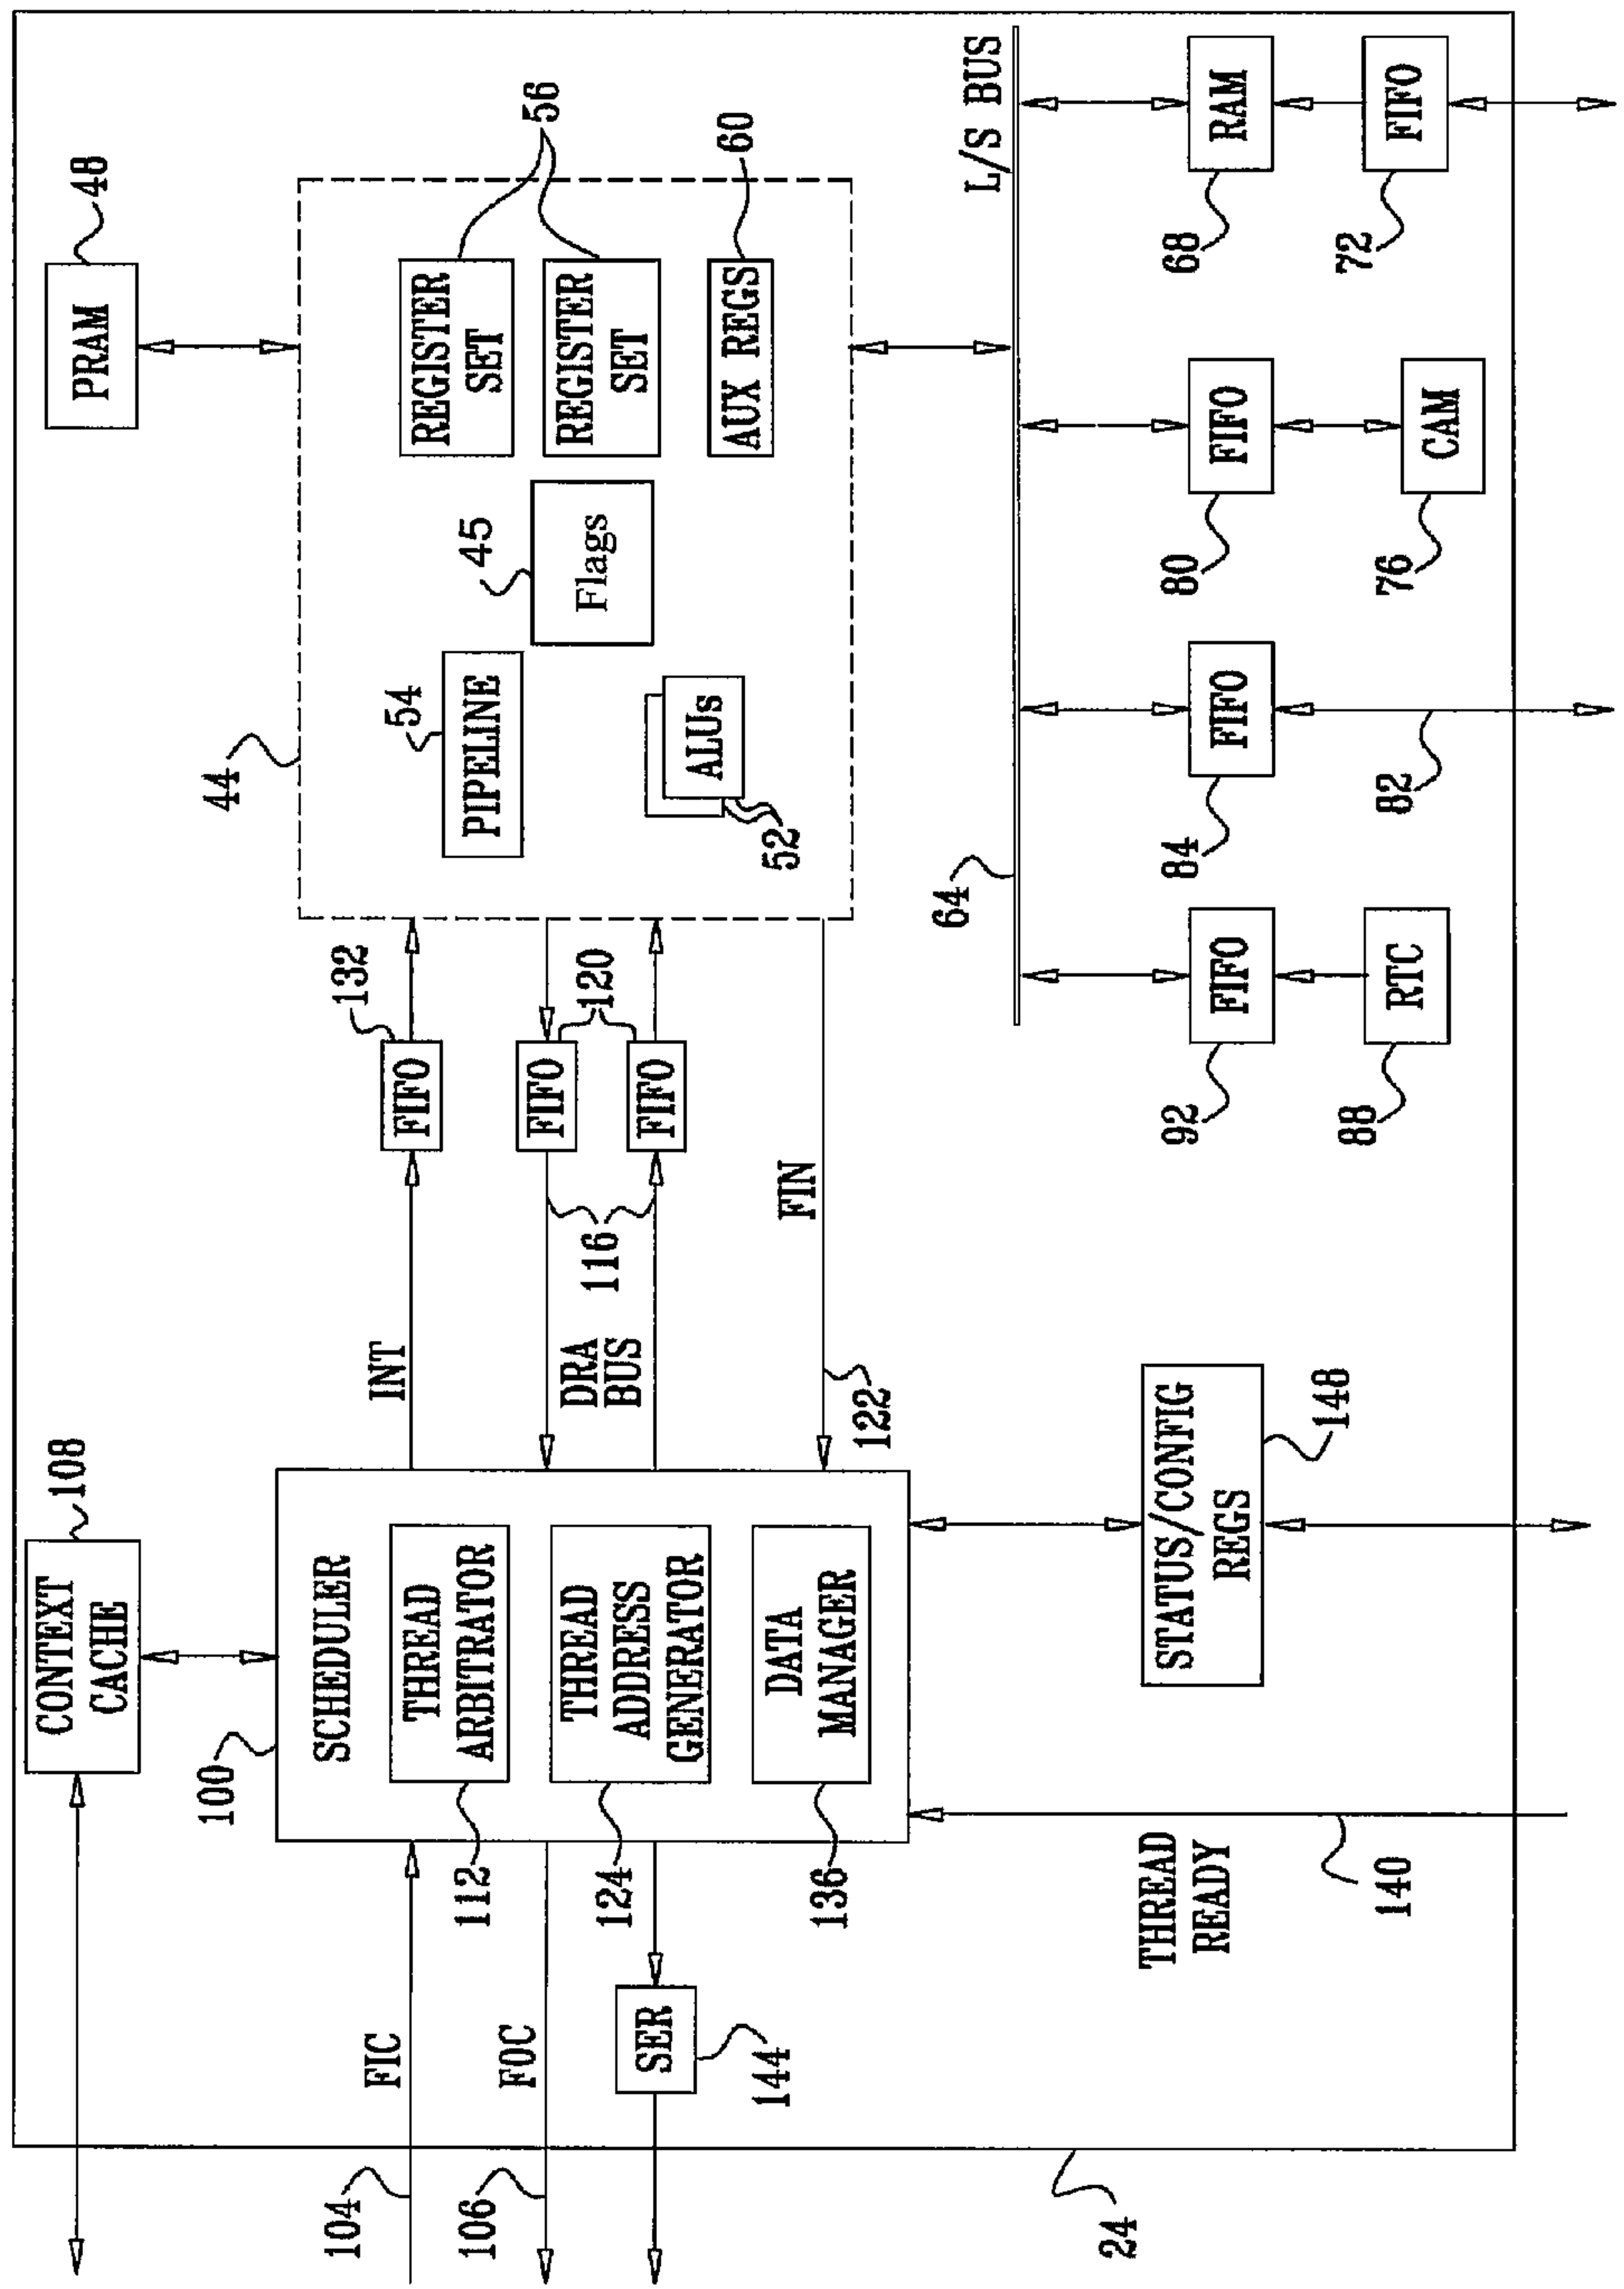 CONTEXT
CACHE
108
PRAM
48
100
SCHEDULER
THREAD
ARBITRATOR
112
THREAD
ADDRESS
GENERATOR
124
DATA
MANAGER
136
104
FIC
106
FOC
SER
144
INT
FIFO
132
DRA
BUS
116
FIFO
FIFO
120
FIN
122
44
PIPELINE
54
ALUs
52
45
Flags
REGISTER
SET
REGISTER
SET
56
AUX REGS
60
64
L/S BUS
FIFO
92
RTC
88
FIFO
84
82
FIFO
80
CAM
76
RAM
68
FIFO
72
STATUS/CONFIG
REGS
148
THREAD
READY
140
24